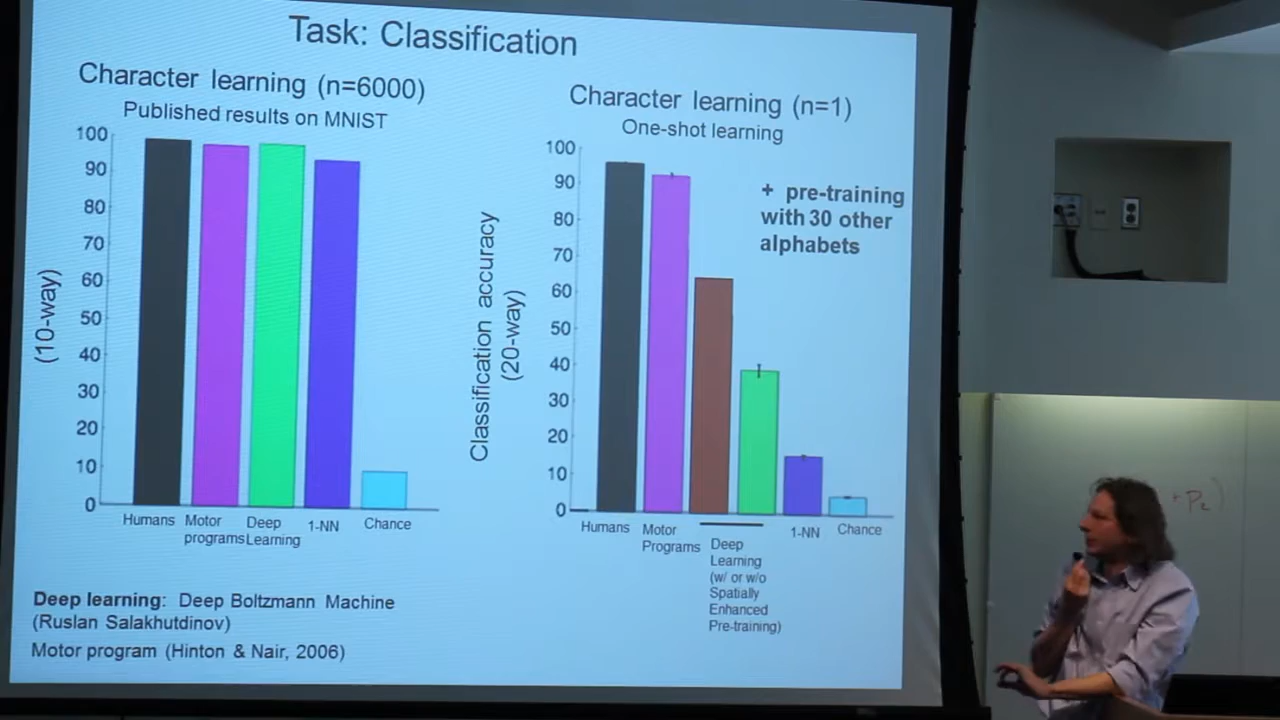 Task: Classification
Character learning (n=6000)
Published results on MNIST
(10-way)
100
90
80
70
60
50
40
30
20
10
0
Humans
Motor
programs
Deep
Learning
1-NN
Chance
Deep learning: Deep Boltzmann Machine
(Ruslan Salakhutdinov)
Motor program (Hinton & Nair, 2006)
Character learning (n=1)
One-shot learning
Classification accuracy
(20-way)
100
90
80
70
60
50
40
30
20
10
0
+ pre-training
with 30 other
alphabets
Humans
Motor
Programs
Deep
Learning
(w/ or w/o
Spatially
Enhanced
Pre-training)
1-NN
Chance
+ P2)